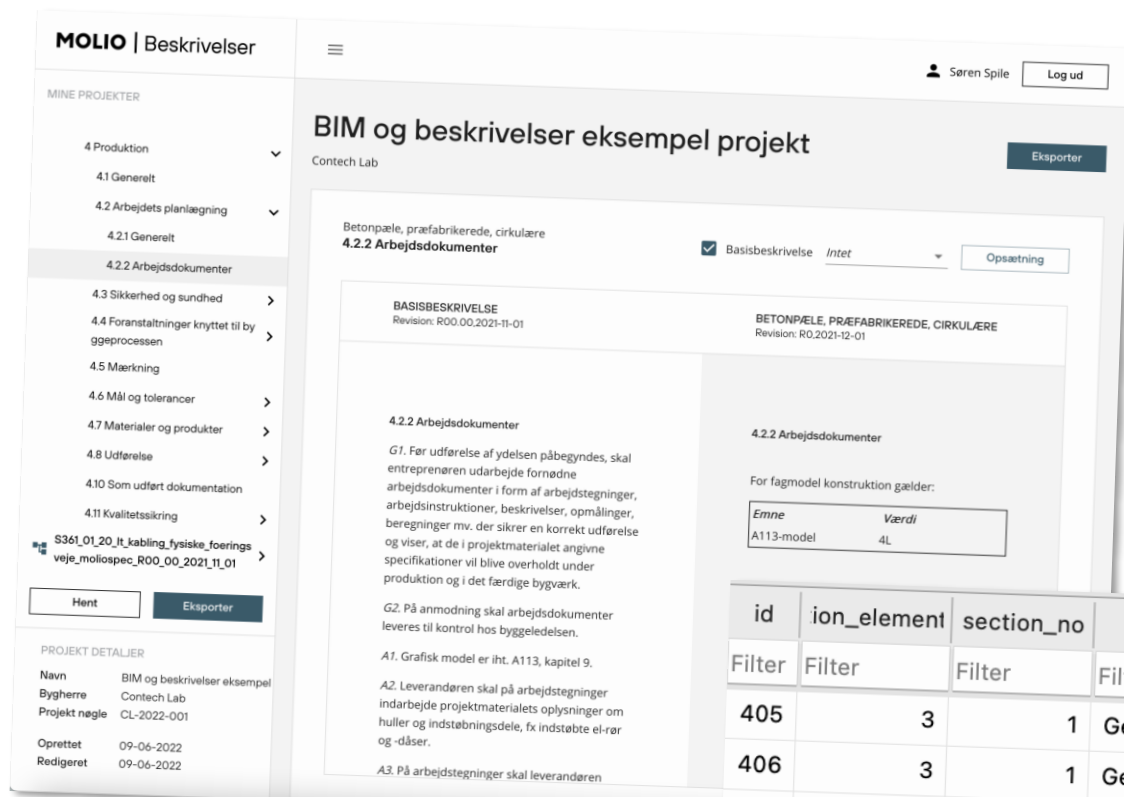 MOLIO | Beskrivelser
Søren Spile
Log ud
MINE PROJEKTER
4 Produktion
4.1 Generelt
4.2 Arbejdets planlægning
4.2.1 Generelt
4.2.2 Arbejdsdokumenter
4.3 Sikkerhed og sundhed
4.4 Foranstaltninger knyttet til by
ggeprocessen
4.5 Mærkning
4.6 Mål og tolerancer
4.7 Materialer og produkter
4.8 Udførelse
4.10 Som udført dokumentation
4.11 Kvalitetssikring
S361_01_20_It_kabling_fysiske_foerings
veje_moliospec_R00_00_2021_11_01
Hent
Eksporter
PROJEKT DETALJER
Navn BIM og beskrivelser eksempel
Bygherre Contech Lab
Projekt nøgle CL-2022-001
Oprettet 09-06-2022
Redigeret 09-06-2022
BIM og beskrivelser eksempel projekt
Contech Lab
Eksporter
Betonpæle, præfabrikerede, cirkulære
4.2.2 Arbejdsdokumenter
Basisbeskrivelse
Intet
Opsætning
BASISBESKRIVELSE
Revision: R00.00.2021-11-01
BETONPÆLE, PRÆFABRIKEREDE, CIRKULÆRE
Revision: R0.2021-12-01
4.2.2 Arbejdsdokumenter
G1. Før udførelse af ydelsen påbegyndes, skal
entreprenøren udarbejde fornødne
arbejdsdokumenter i form af arbejdstegninger,
arbejdsinstruktioner, beskrivelser, opmålinger,
beregninger mv. der sikrer en korrekt udførelse
og viser, at de i projektmaterialet angivne
specifikationer vil blive overholdt under
produktion og i det færdige bygværk.
G2. På anmodning skal arbejdsdokumenter
leveres til kontrol hos byggeledelsen.
A1. Grafisk model er iht. A113, kapitel 9.
A2. Leverandøren skal på arbejdstegninger
indarbejde projektmaterialets oplysninger om
huller og indstøbningsdele, fx indstøbte el-rør
og -dåser.
A3. På arbejdstegninger skal leverandøren
4.2.2 Arbejdsdokumenter
For fagmodel konstruktion gælder:
Emne Værdi
A113-model 4L
id ion_element section_no
Filter Filter Filter Fil
405 3 1 Ge
406 3 1 Ge